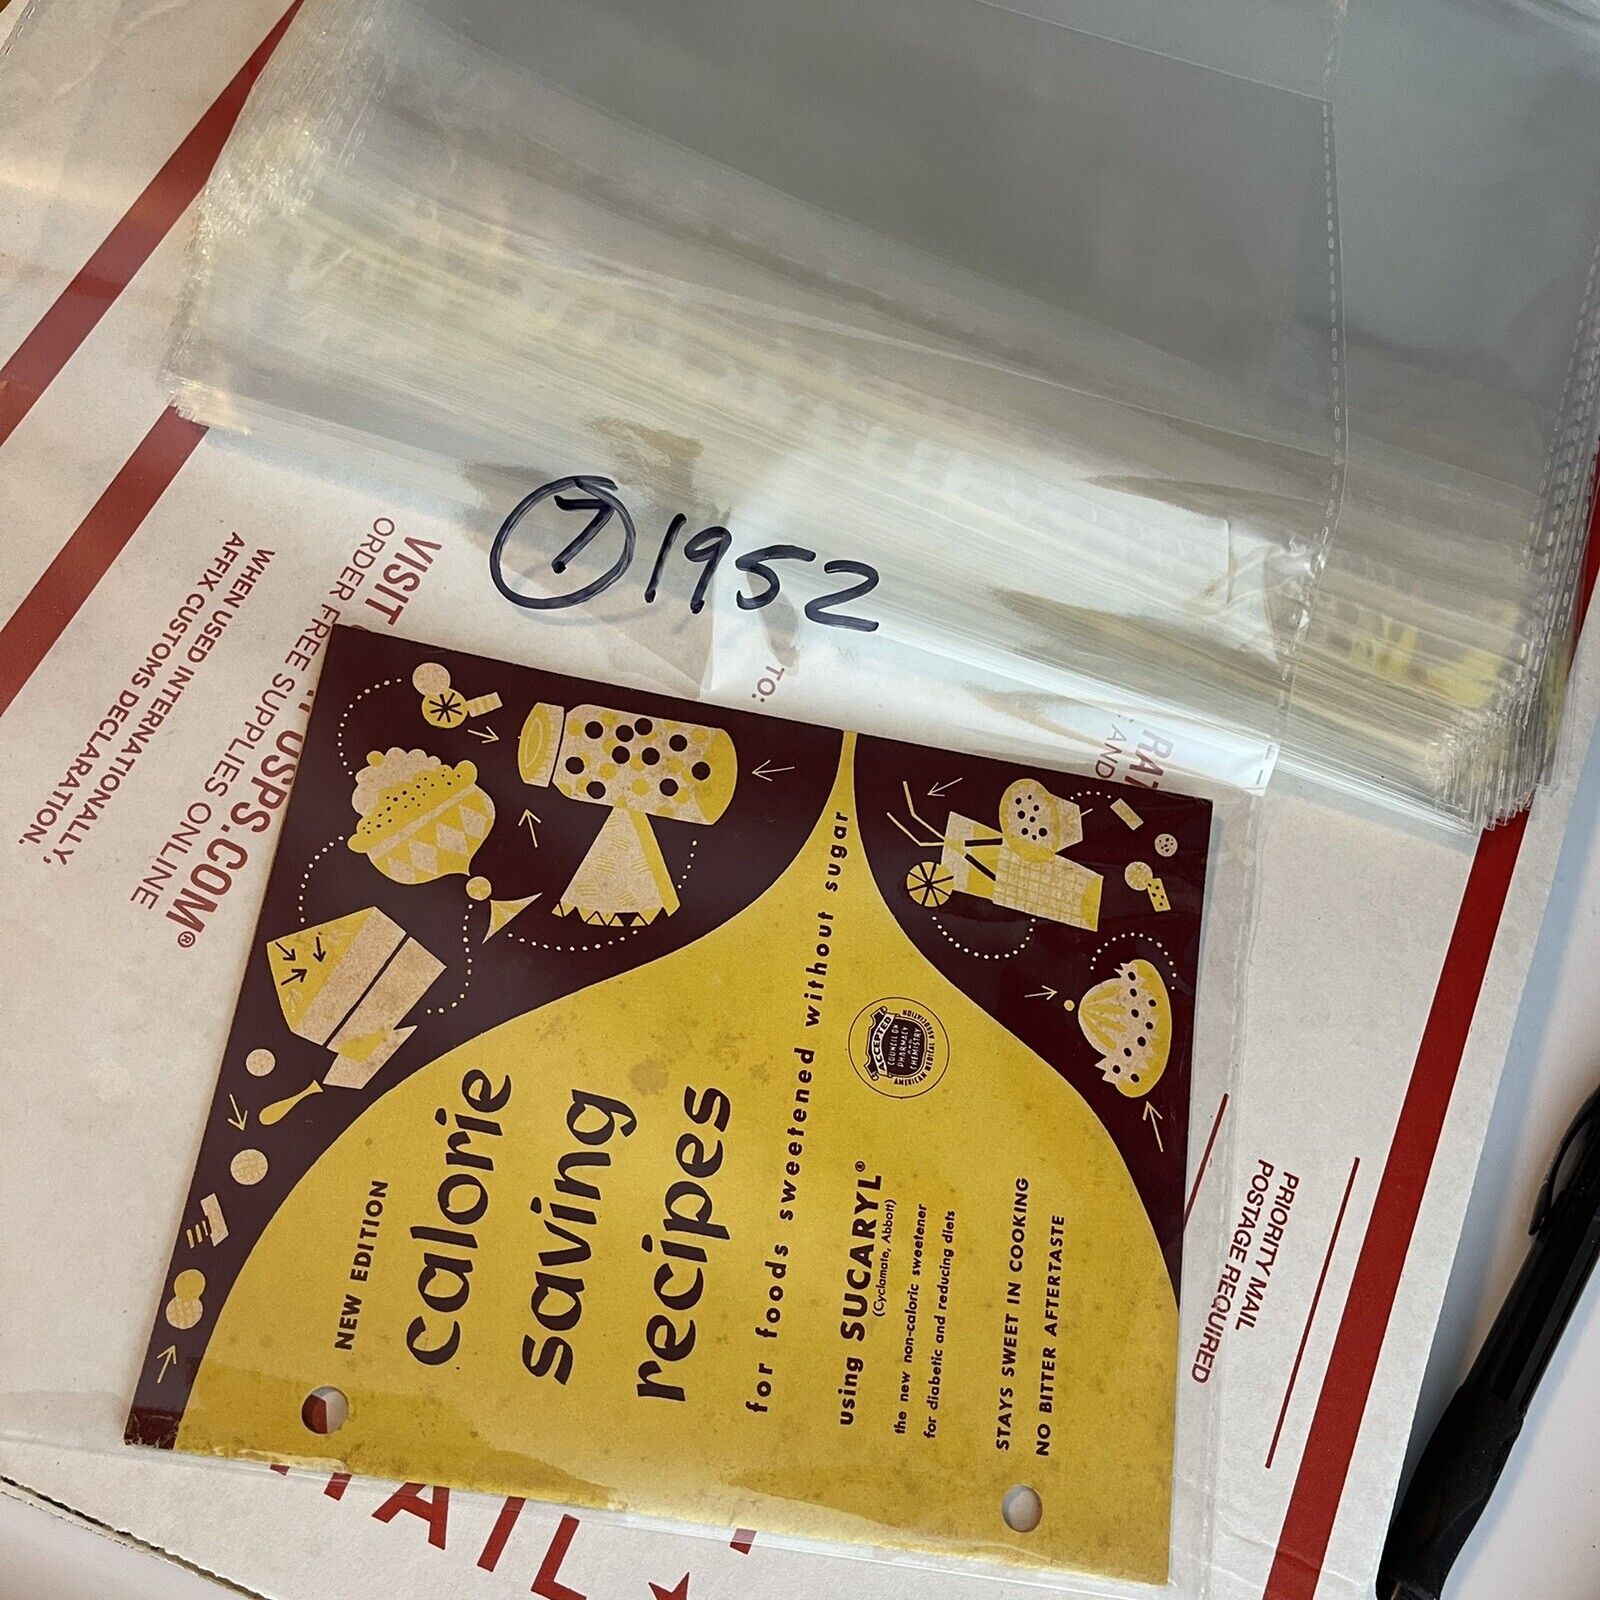 7 1952
NEW EDITION
calorie
saving
recipes
for foods sweetened without sugar
using SUCARYL®
(Cyclamate, Abbott)
the new non-caloric sweetener
for diabetic and reducing diets
STAYS SWEET IN COOKING
NO BITTER AFTERTASTE
ACCEPTED
COUNCIL ON
PHARMACY
AND
CHEMISTRY
AMERICAN MEDICAL ASSOCIATION
VISIT
USPS.COM®
ORDER FREE SUPPLIES ONLINE
WHEN USED INTERNATIONALLY,
AFFIX CUSTOMS DECLARATION.
TO:
PRIORITY MAIL
POSTAGE REQUIRED